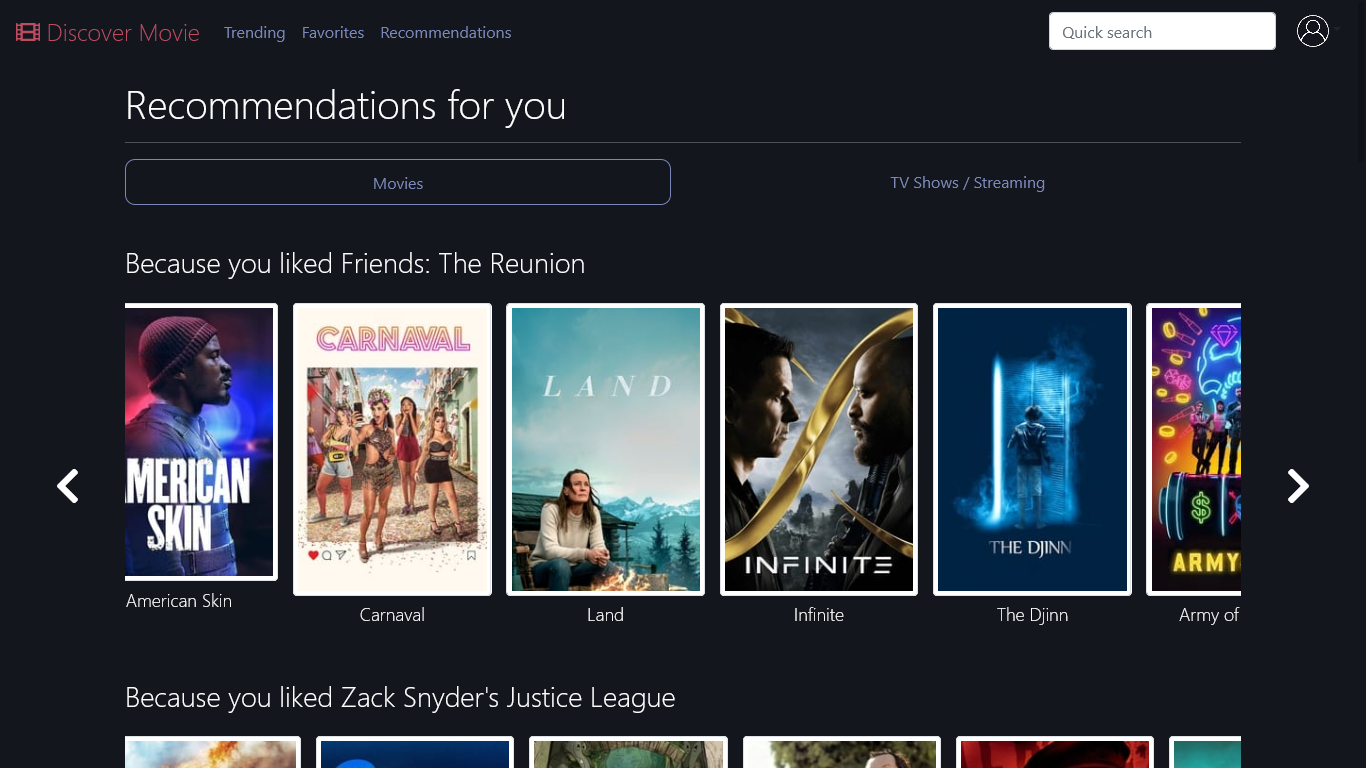 Discover Movie
Trending
Favorites
Recommendations
Quick search
Recommendations for you
Movies
TV Shows / Streaming
Because you liked Friends: The Reunion
MERICAN
SKIN
CARNAVAL
LAND
INFINITE
THE DJINN
ARMY
American Skin
Carnaval
Land
Infinite
The Djinn
Army of
Because you liked Zack Snyder's Justice League